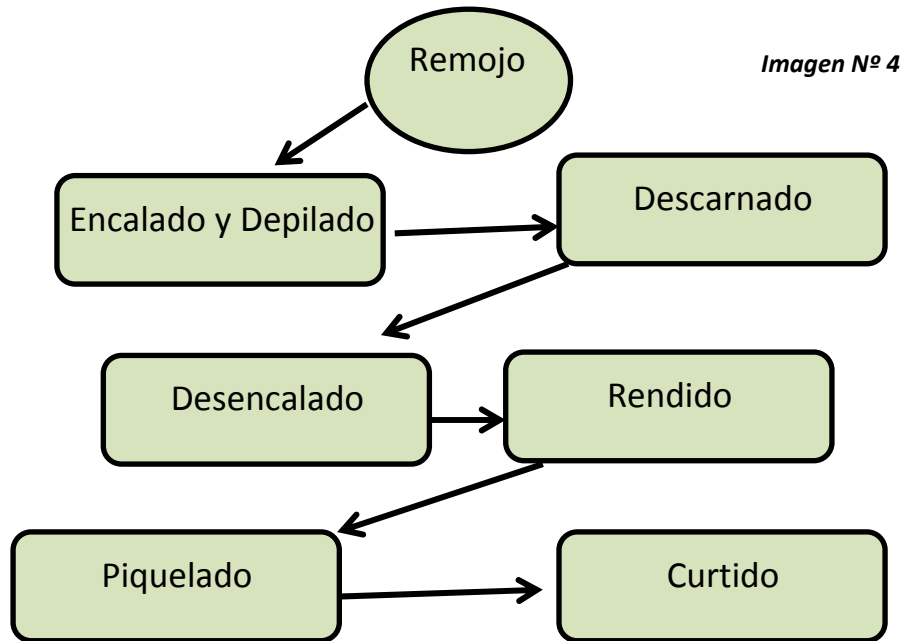 Remojo
Imagen Nº 4
Encalado y Depilado
Descarnado
Desencalado
Rendido
Piquelado
Curtido